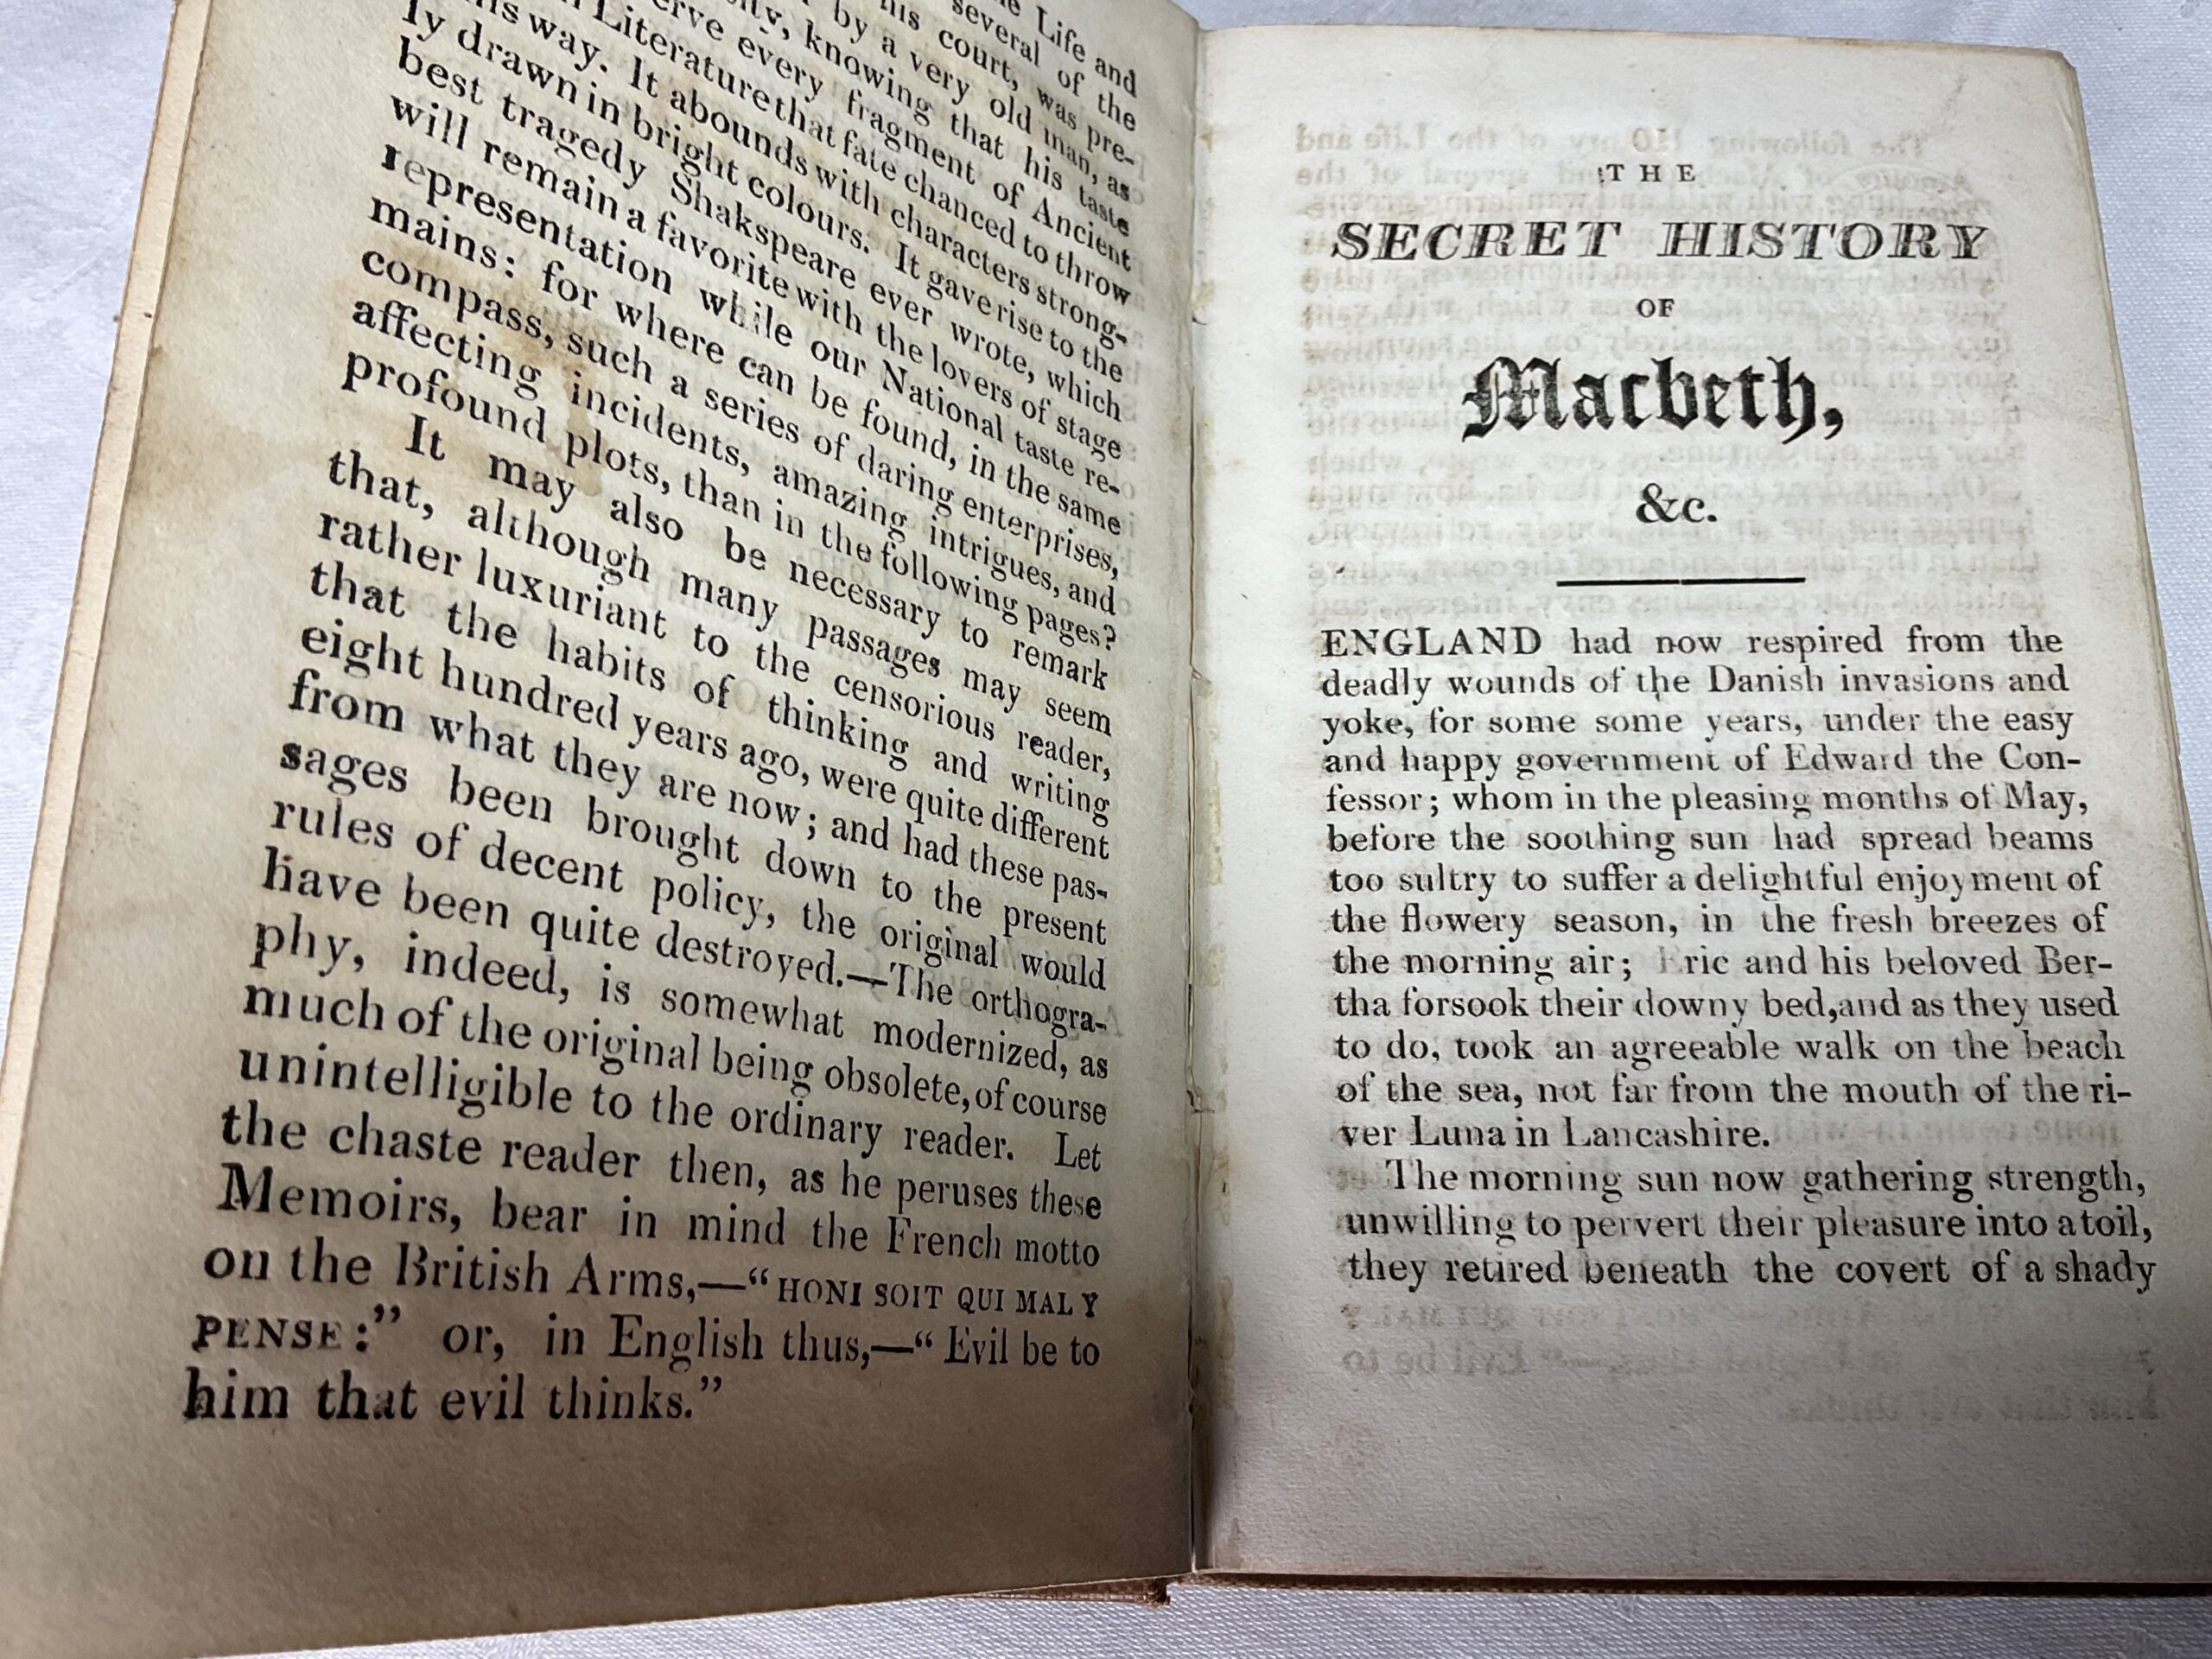 Life and
several of the
his court, was pre-
by a very old man, as
knowing that his taste
erve every fragment of Ancient
Literature that fate chanced to throw
his way. It abounds with characters strong-
ly drawn in bright colours. It gave rise to the
best tragedy Shakspeare ever wrote, which
will remain a favorite with the lovers of stage
representation while our National taste re-
mains: for where can be found, in the same
compass, such a series of daring enterprises,
affecting incidents, amazing intrigues, and
profound plots, than in the following pages?
It may also be necessary to remark
that, although many passages may seem
rather luxuriant to the censorious reader,
that the habits of thinking and writing
eight hundred years ago, were quite different
from what they are now; and had these pas-
sages been brought down to the present
rules of decent policy, the original would
have been quite destroyed.—The orthogra-
phy, indeed, is somewhat modernized, as
much of the original being obsolete, of course
unintelligible to the ordinary reader. Let
the chaste reader then, as he peruses these
Memoirs, bear in mind the French motto
on the British Arms,—“HONI SOIT QUI MAL Y
PENSE:” or, in English thus,—“Evil be to
him that evil thinks.”
THE
SECRET HISTORY
OF
Macbeth,
&c.
ENGLAND had now respired from the
deadly wounds of the Danish invasions and
yoke, for some some years, under the easy
and happy government of Edward the Con-
fessor; whom in the pleasing months of May,
before the soothing sun had spread beams
too sultry to suffer a delightful enjoyment of
the flowery season, in the fresh breezes of
the morning air; Eric and his beloved Ber-
tha forsook their downy bed,and as they used
to do, took an agreeable walk on the beach
of the sea, not far from the mouth of the ri-
ver Luna in Lancashire.
The morning sun now gathering strength,
unwilling to pervert their pleasure into a toil,
they retired beneath the covert of a shady